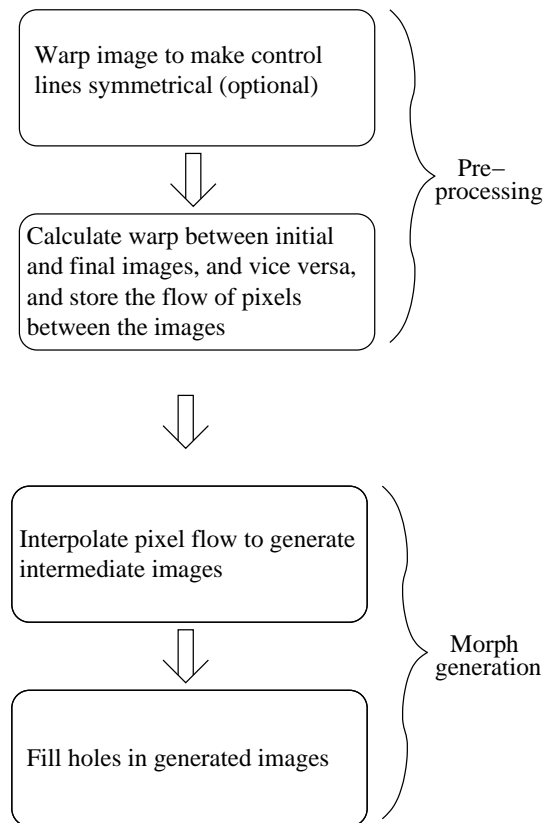 Warp image to make control
lines symmetrical (optional)
Pre–
processing
Calculate warp between initial
and final images, and vice versa,
and store the flow of pixels
between the images
Interpolate pixel flow to generate
intermediate images
Morph
generation
Fill holes in generated images